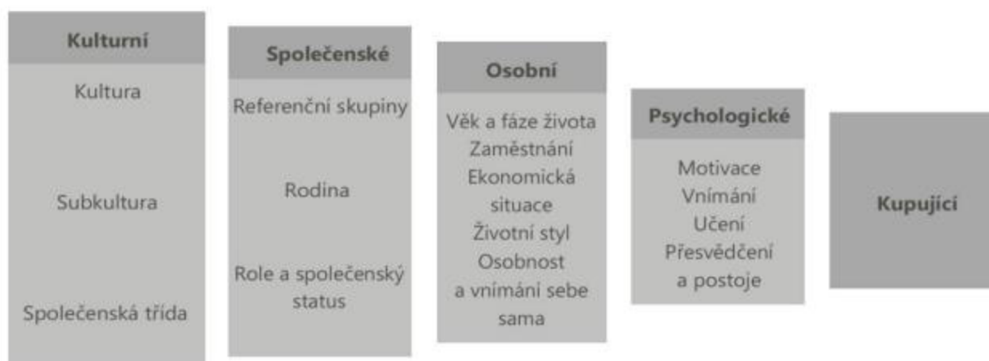 Kulturní
Kultura
Subkultura
Společenská třída
Společenské
Referenční skupiny
Rodina
Role a společenský
status
Osobní
Věk a fáze života
Zaměstnání
Ekonomická
situace
Životní styl
Osobnost
a vnímání sebe
sama
Psychologické
Motivace
Vnímání
Učení
Přesvědčení
a postoje
Kupující